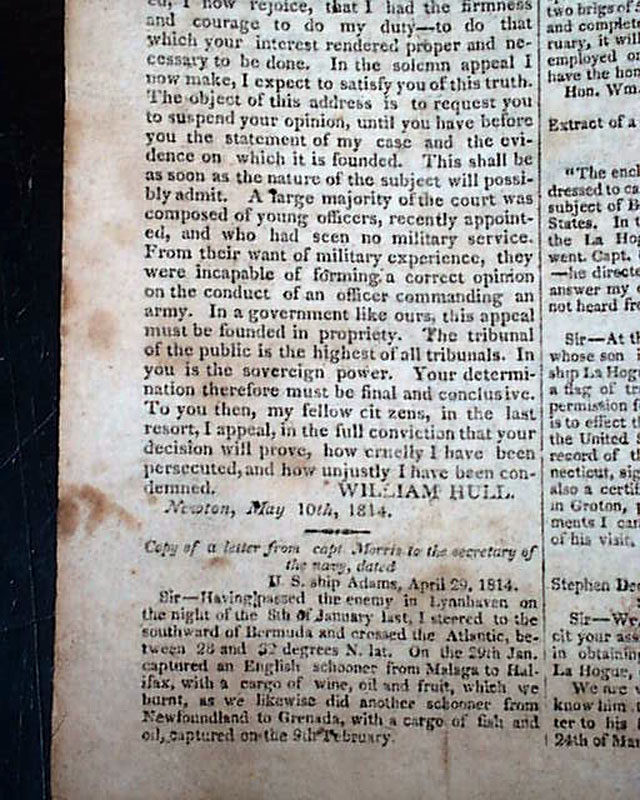 ed, I now rejoice, that I had the firmness
and courage to do my duty—to do that
which your interest rendered proper and ne-
cessary to be done. In the solemn appeal I
now make, I expect to satisfy you of this truth.
The object of this address is to request you
to suspend your opinion, until you have before
you the statement of my case and the evi-
dence on which it is founded. This shall be
as soon as the nature of the subject will possi-
bly admit. A large majority of the court was
composed of young officers, recently appoint-
ed, and who had seen no military service.
From their want of military experience, they
were incapable of forming a correct opinion
on the conduct of an officer commanding an
army. In a government like ours, this appeal
must be founded in propriety. The tribunal
of the public is the highest of all tribunals. In
you is the sovereign power. Your determi-
nation therefore must be final and conclusive.
To you then, my fellow cit zens, in the last
resort, I appeal, in the full conviction that your
decision will prove, how cruelly I have been
persecuted, and how unjustly I have been con-
demned. WILLIAM HULL.
Newton, May 10th, 1814.
Copy of a letter from capt Morris to the secretary of
the navy, dated
U. S. ship Adams, April 29, 1814.
Sir—Having passed the enemy in Lynnhaven on
the night of the 8th of January last, I steered to the
southward of Bermuda and crossed the Atlantic, be-
tween 28 and 32 degrees N. lat. On the 29th Jan.
captured an English schooner from Malaga to Hal-
ifax, with a cargo of wine, oil and fruit, which we
burnt, as we likewise did another schooner from
Newfoundland to Grenada, with a cargo of fish and
oil, captured on the 9th February.
two brigs of
and complete
ruary, it will
employed on
have the hon
Hon. Wm.
Extract of a
"The encl
dressed to ca
subject of B
States. In t
the La Hog
went. Capt.
—he directe
answer my
not heard fr
Sir—At th
whose son i
ship La Hogu
a flag of tr
permission f
is to effect t
the United S
record of th
necticut, sig
also a certif
in Groton, p
ments I can
of his visit.
Stephen Dec
Sir—We,
cit your ass
in obtainin
La Hogue,
We are
know him t
ter to his
24th of Mar